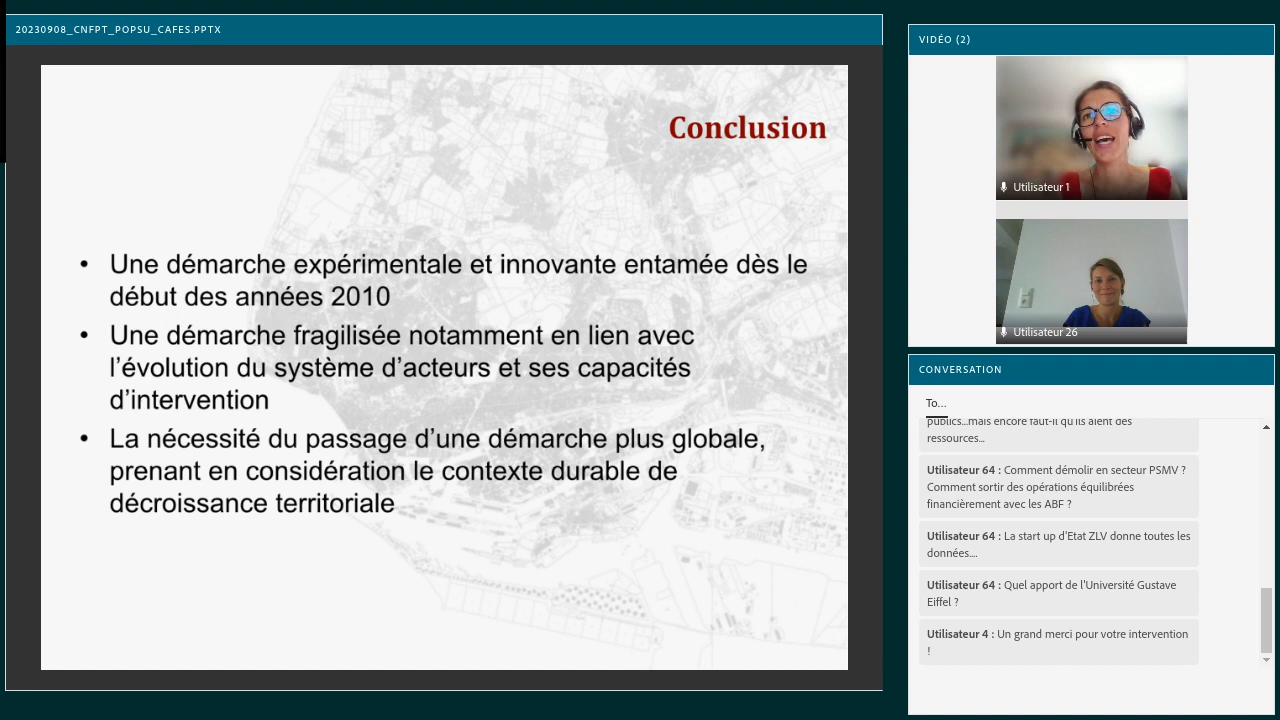 20230908_CNFPT_POPSU_CAFES.PPTX
Conclusion
• Une démarche expérimentale et innovante entamée dès le
début des années 2010
• Une démarche fragilisée notamment en lien avec
l’évolution du système d’acteurs et ses capacités
d’intervention
• La nécessité du passage d’une démarche plus globale,
prenant en considération le contexte durable de
décroissance territoriale
VIDÉO (2)
Utilisateur 1
Utilisateur 26
CONVERSATION
To...
publics...mais encore faut-il qu'ils aient des
ressources...
Utilisateur 64 : Comment démolir en secteur PSMV ?
Comment sortir des opérations équilibrées
financièrement avec les ABF ?
Utilisateur 64 : La start up d'Etat ZLV donne toutes les
données....
Utilisateur 64 : Quel apport de l'Université Gustave
Eiffel ?
Utilisateur 4 : Un grand merci pour votre intervention
!